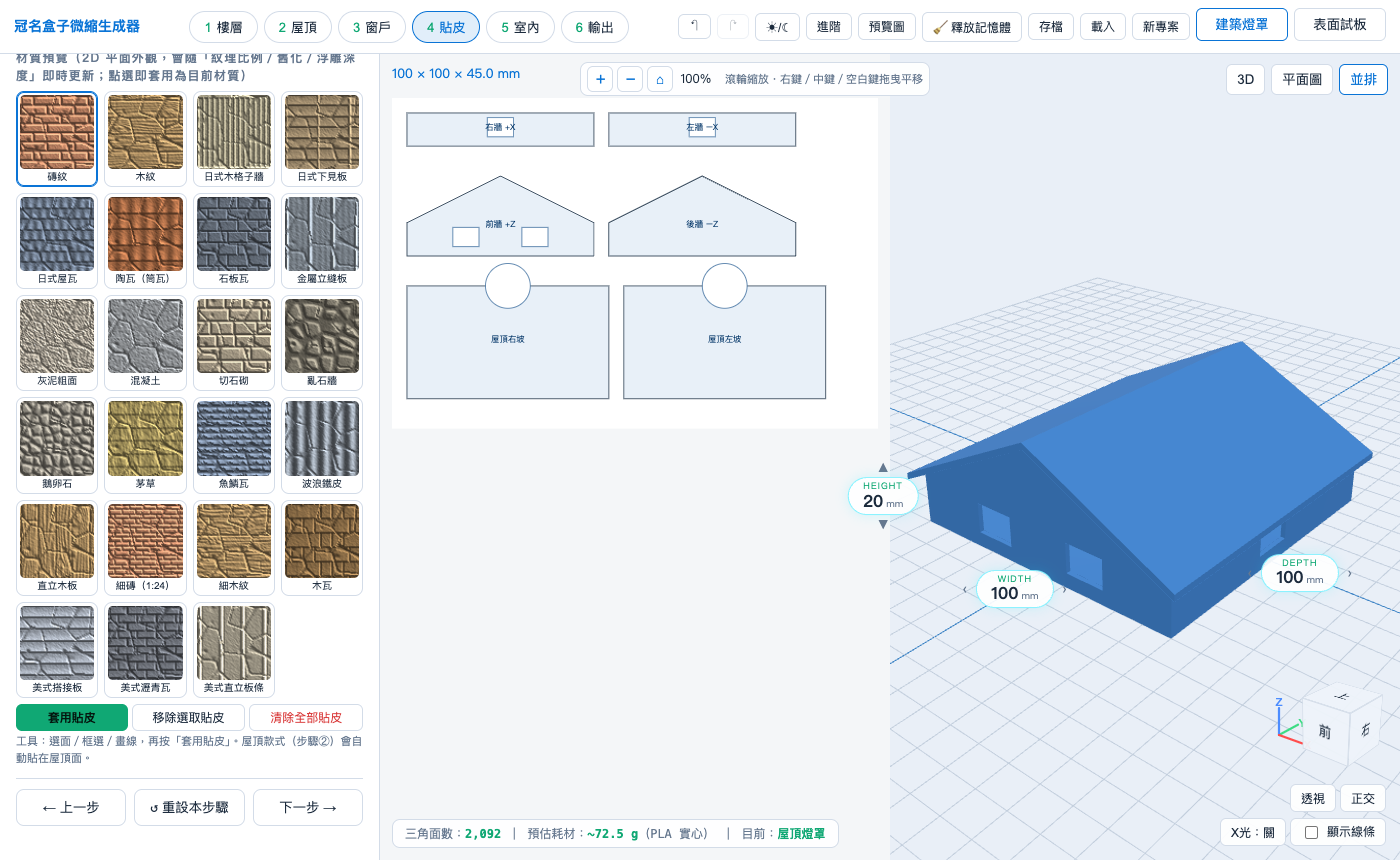 冠名盒子微縮生成器
1 樓層
2 屋頂
3 窗戶
4 貼皮
5 室內
6 輸出
☀/☾
進階
預覽圖
🧹 釋放記憶體
存檔
載入
新專案
建築燈罩
表面試板
材質預覽（2D 平面外觀，會隨「紋理比例 / 舊化 / 浮雕深
度」即時更新；點選即套用為目前材質）
磚紋
木紋
日式木格子牆
日式下見板
日式屋瓦
陶瓦（筒瓦）
石板瓦
金屬立縫板
灰泥粗面
混凝土
切石砌
亂石牆
鵝卵石
茅草
魚鱗瓦
波浪鐵皮
直立木板
細磚（1:24）
細木紋
木瓦
美式搭接板
美式瀝青瓦
美式直立板條
套用貼皮
移除選取貼皮
清除全部貼皮
工具：選面 / 框選 / 畫線，再按「套用貼皮」。屋頂款式（步驟②）會自
動貼在屋頂面。
← 上一步
↺ 重設本步驟
下一步 →
100 × 100 × 45.0 mm
+
−
⌂
100%
滾輪縮放 · 右鍵 / 中鍵 / 空白鍵拖曳平移
3D
平面圖
並排
右牆 +X
左牆 −X
前牆 +Z
後牆 −Z
屋頂右坡
屋頂左坡
HEIGHT
20 mm
WIDTH
100 mm
DEPTH
100 mm
Z
前
右
上
透視
正交
X光：關
顯示線條
三角面數：2,092 | 預估耗材：~72.5 g (PLA 實心) | 目前：屋頂燈罩